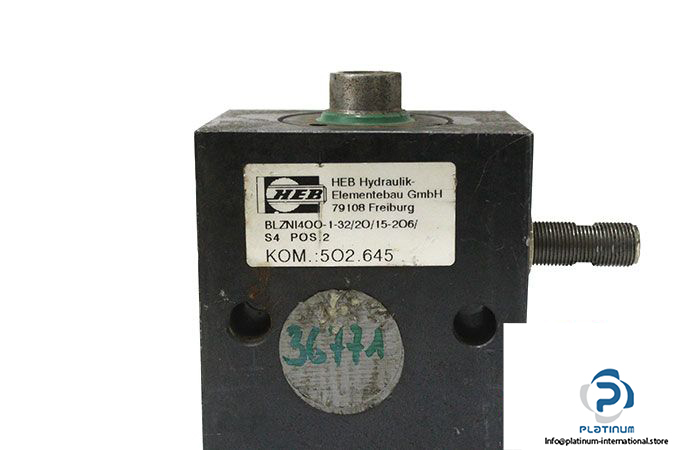 HEB
HEB Hydraulik-
Elementebau GmbH
79108 Freiburg
BLZNI400-1-32/20/15-206/
S4 POS 2
KOM.:502.645
36771
PLATINUM
Info@platinum-international.store